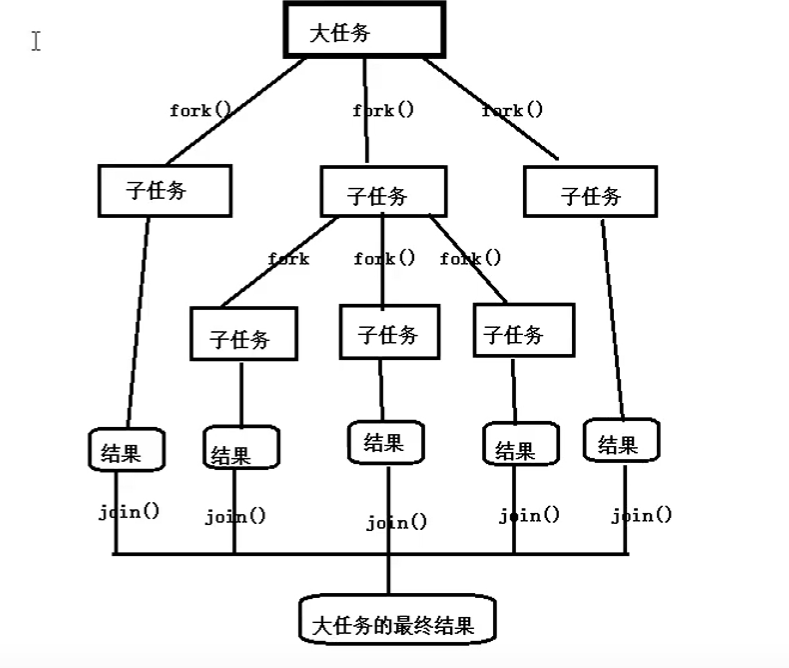 大任务
fork()
fork()
fork()
子任务
子任务
子任务
fork
fork()
fork()
子任务
子任务
子任务
结果
结果
结果
结果
结果
join()
join()
join()
join()
join()
大任务的最终结果